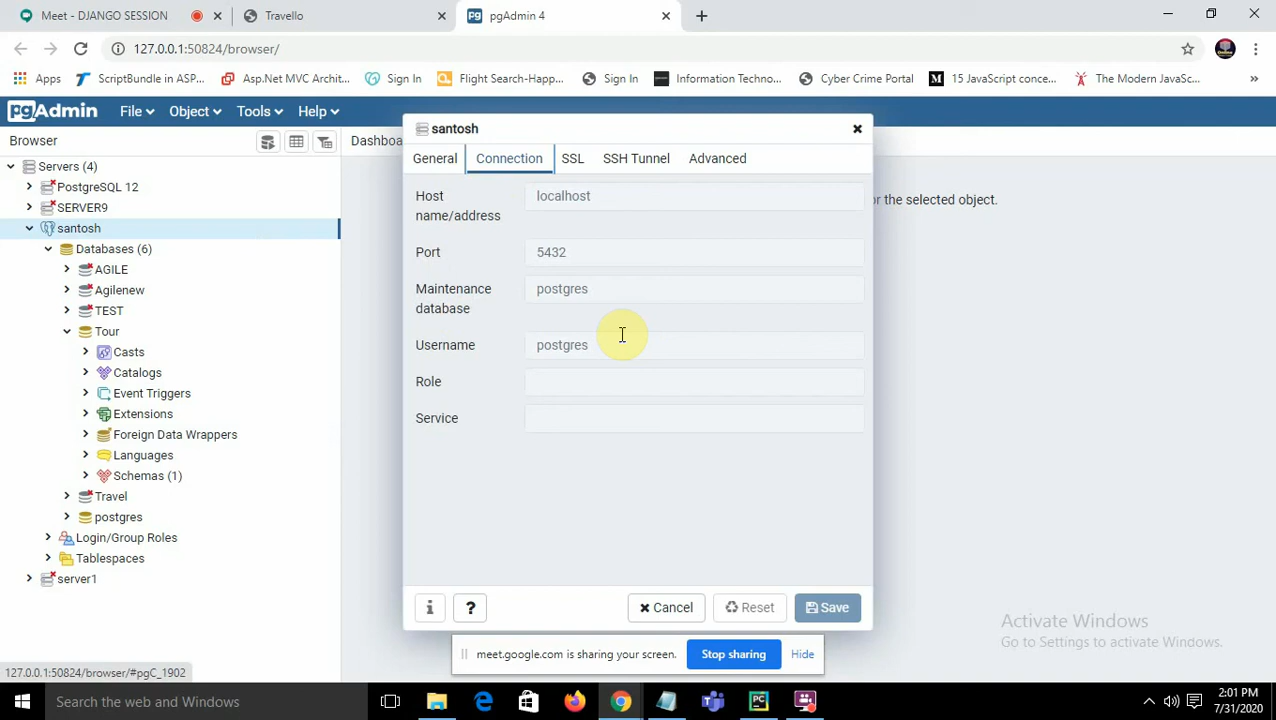 Meet - DJANGO SESSION
Travello
pgAdmin 4
127.0.0.1:50824/browser/
Apps
ScriptBundle in ASP...
Asp.Net MVC Archit...
Sign In
Flight Search-Happ...
Sign In
Information Techno...
Cyber Crime Portal
15 JavaScript conce...
The Modern JavaSc...
pgAdmin
File
Object
Tools
Help
Browser
Dashboa
Servers (4)
PostgreSQL 12
SERVER9
santosh
Databases (6)
AGILE
Agilenew
TEST
Tour
Casts
Catalogs
Event Triggers
Extensions
Foreign Data Wrappers
Languages
Schemas (1)
Travel
postgres
Login/Group Roles
Tablespaces
server1
santosh
General
Connection
SSL
SSH Tunnel
Advanced
Host
name/address
localhost
Port
5432
Maintenance
database
postgres
Username
postgres
Role
Service
Cancel
Reset
Save
or the selected object.
Activate Windows
Go to Settings to activate Windows.
meet.google.com is sharing your screen.
Stop sharing
Hide
127.0.0.1:50824/browser/#pgC_1902
Search the web and Windows
2:01 PM
7/31/2020